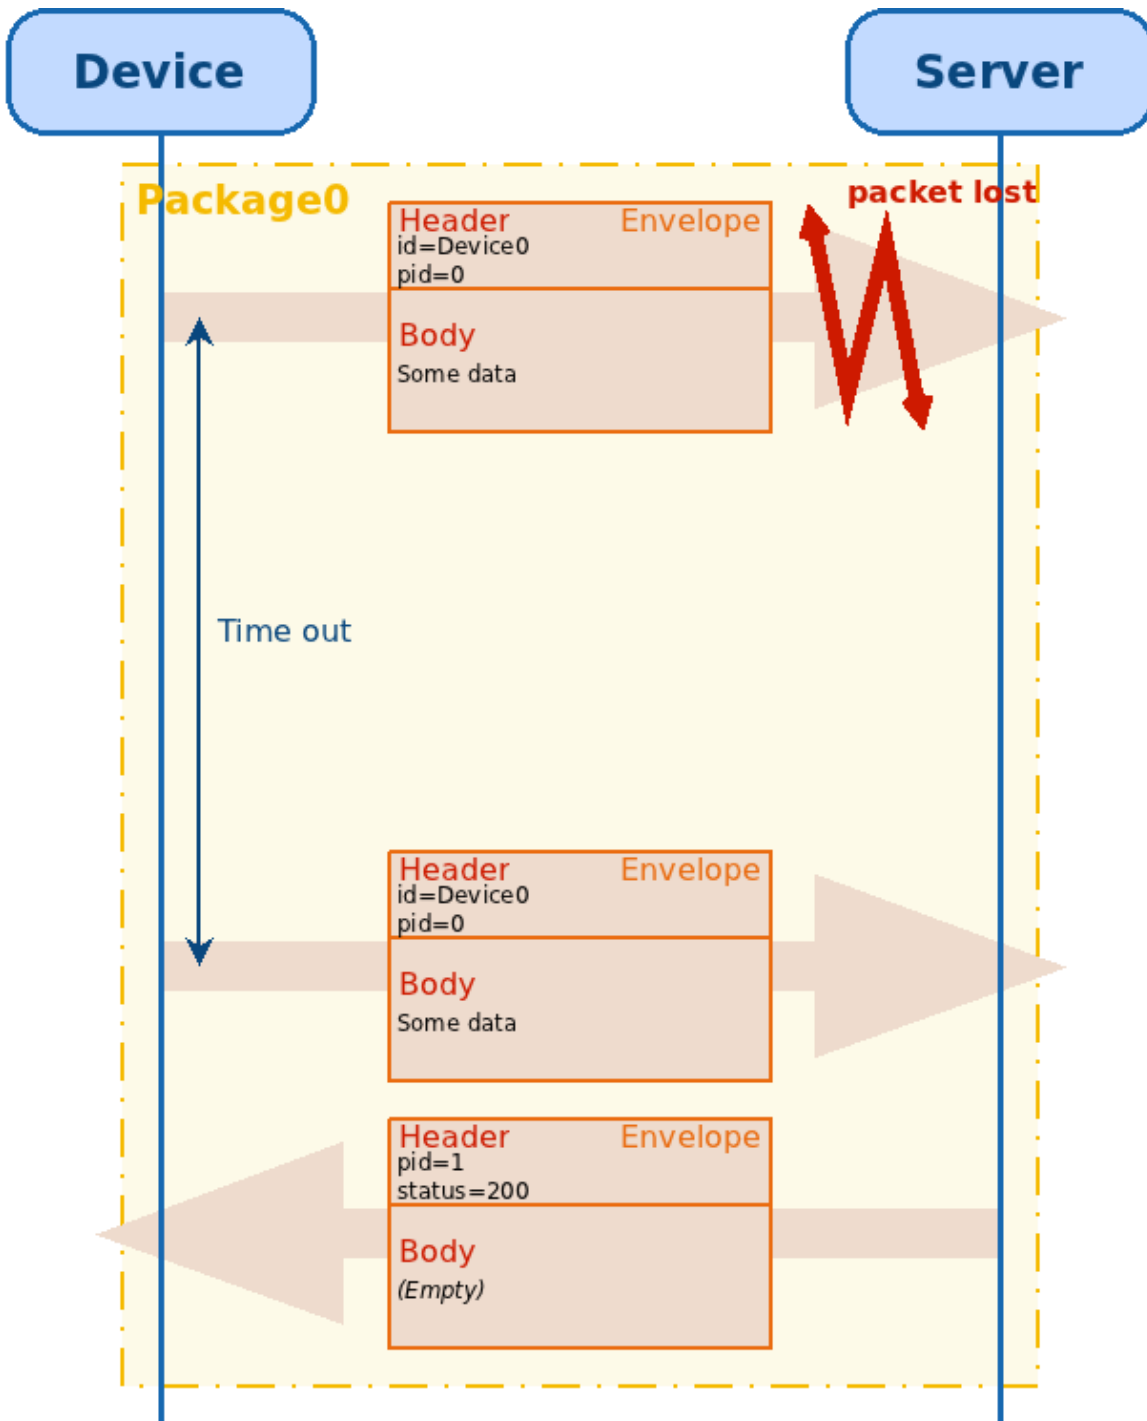 Device
Server
Package0
packet lost
Header
Envelope
id=Device0
pid=0
Body
Some data
Time out
Header
Envelope
id=Device0
pid=0
Body
Some data
Header
Envelope
pid=1
status=200
Body
(Empty)